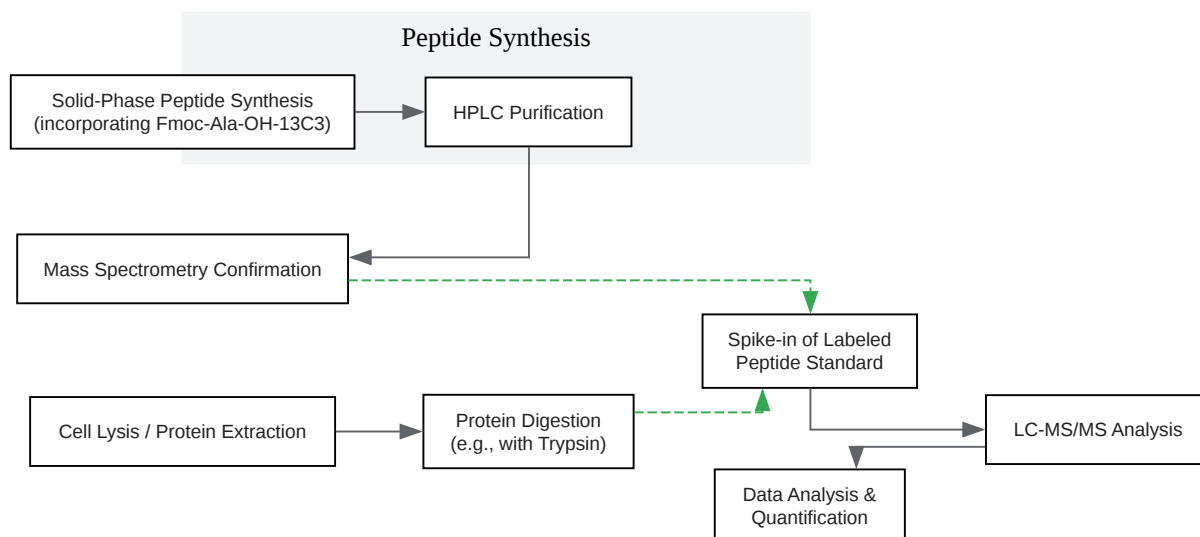 Peptide Synthesis
Solid-Phase Peptide Synthesis
(incorporating Fmoc-Ala-OH-13C3)
HPLC Purification
Mass Spectrometry Confirmation
Spike-in of Labeled
Peptide Standard
Cell Lysis / Protein Extraction
Protein Digestion
(e.g., with Trypsin)
LC-MS/MS Analysis
Data Analysis &
Quantification